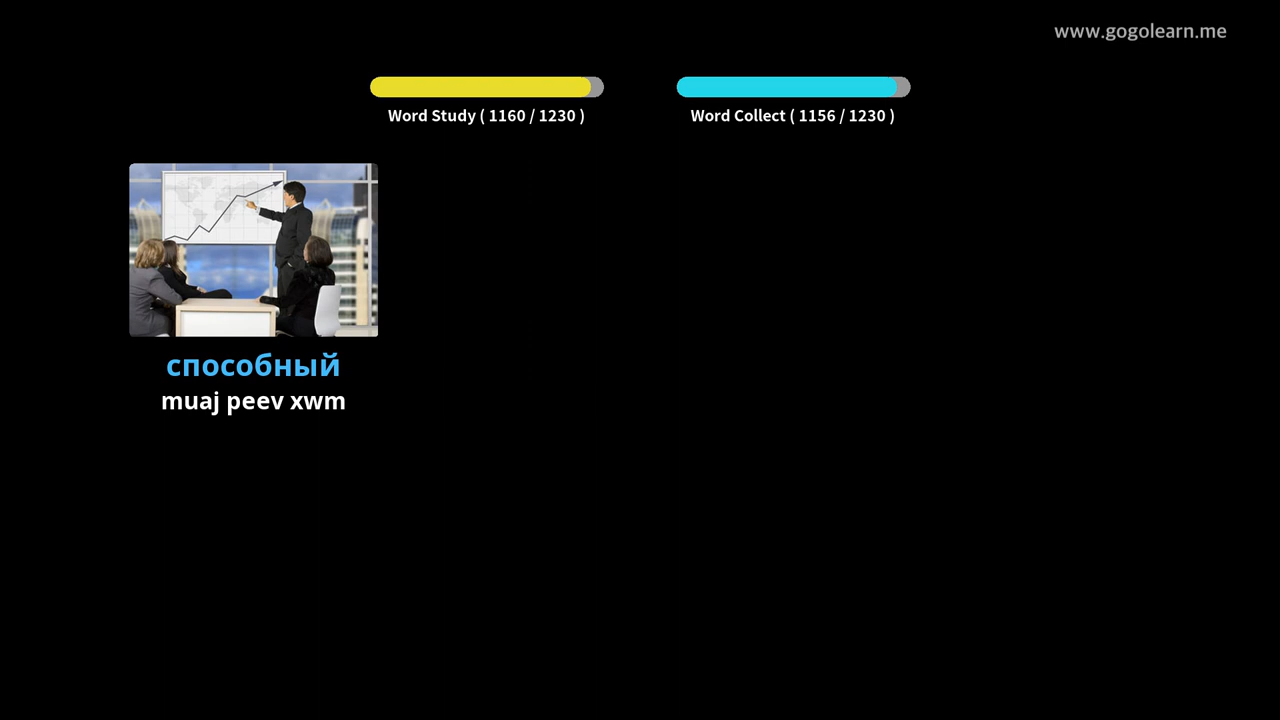 www.gogolearn.me
Word Study ( 1160 / 1230 )
Word Collect ( 1156 / 1230 )
способный
muaj peev xwm